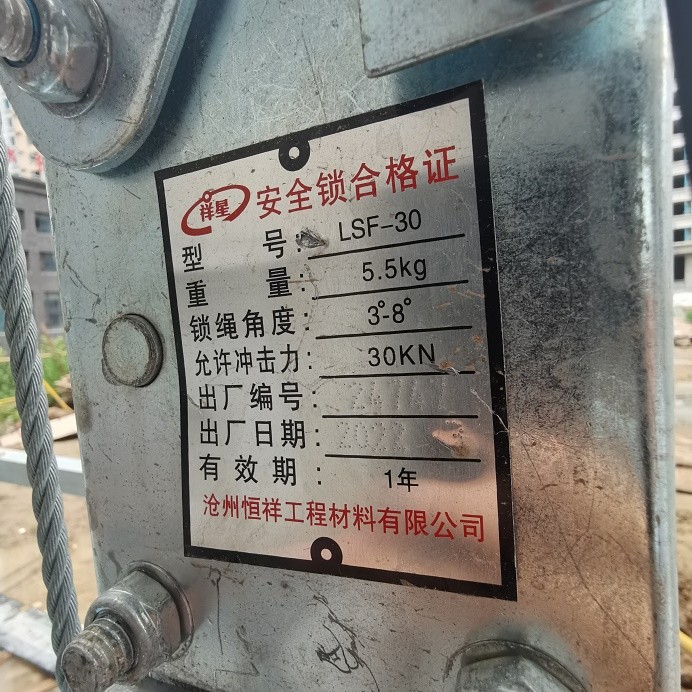 祥星 安全锁合格证
型 号: LSF-30
重 量: 5.5kg
锁绳角度: 3°-8°
允许冲击力: 30KN
出厂编号:
出厂日期: 2022
有效期: 1年
沧州恒祥工程材料有限公司